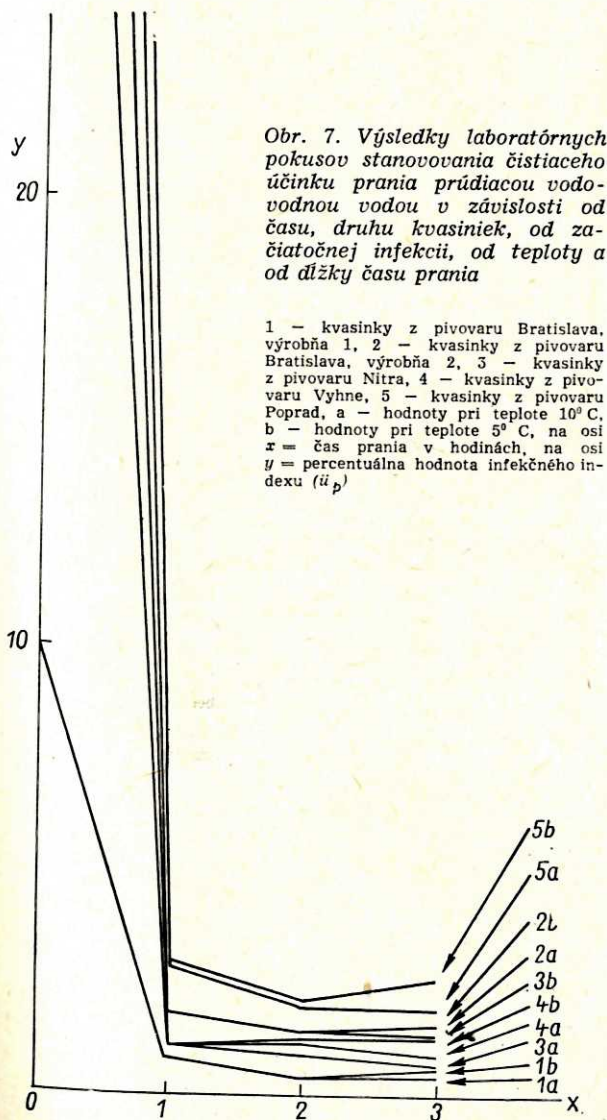 y
20
10
0
1
2
3
x
Obr. 7. Výsledky laboratórnych
pokusov stanovovania čistiaceho
účinku prania prúdiacou vodo-
vodnou vodou v závislosti od
času, druhu kvasiniek, od za-
čiatočnej infekcii, od teploty a
od dĺžky času prania
1 — kvasinky z pivovaru Bratislava,
výrobňa 1, 2 — kvasinky z pivovaru
Bratislava, výrobňa 2, 3 — kvasinky
z pivovaru Nitra, 4 — kvasinky z pivo-
varu Vyhne, 5 — kvasinky z pivovaru
Poprad, a — hodnoty pri teplote 10⁰ C,
b — hodnoty pri teplote 5⁰ C, na osi
x = čas prania v hodinách, na osi
y = percentuálna hodnota infekčného in-
dexu (ü p)
5b
5a
2b
2a
3b
4b
4a
3a
1b
1a